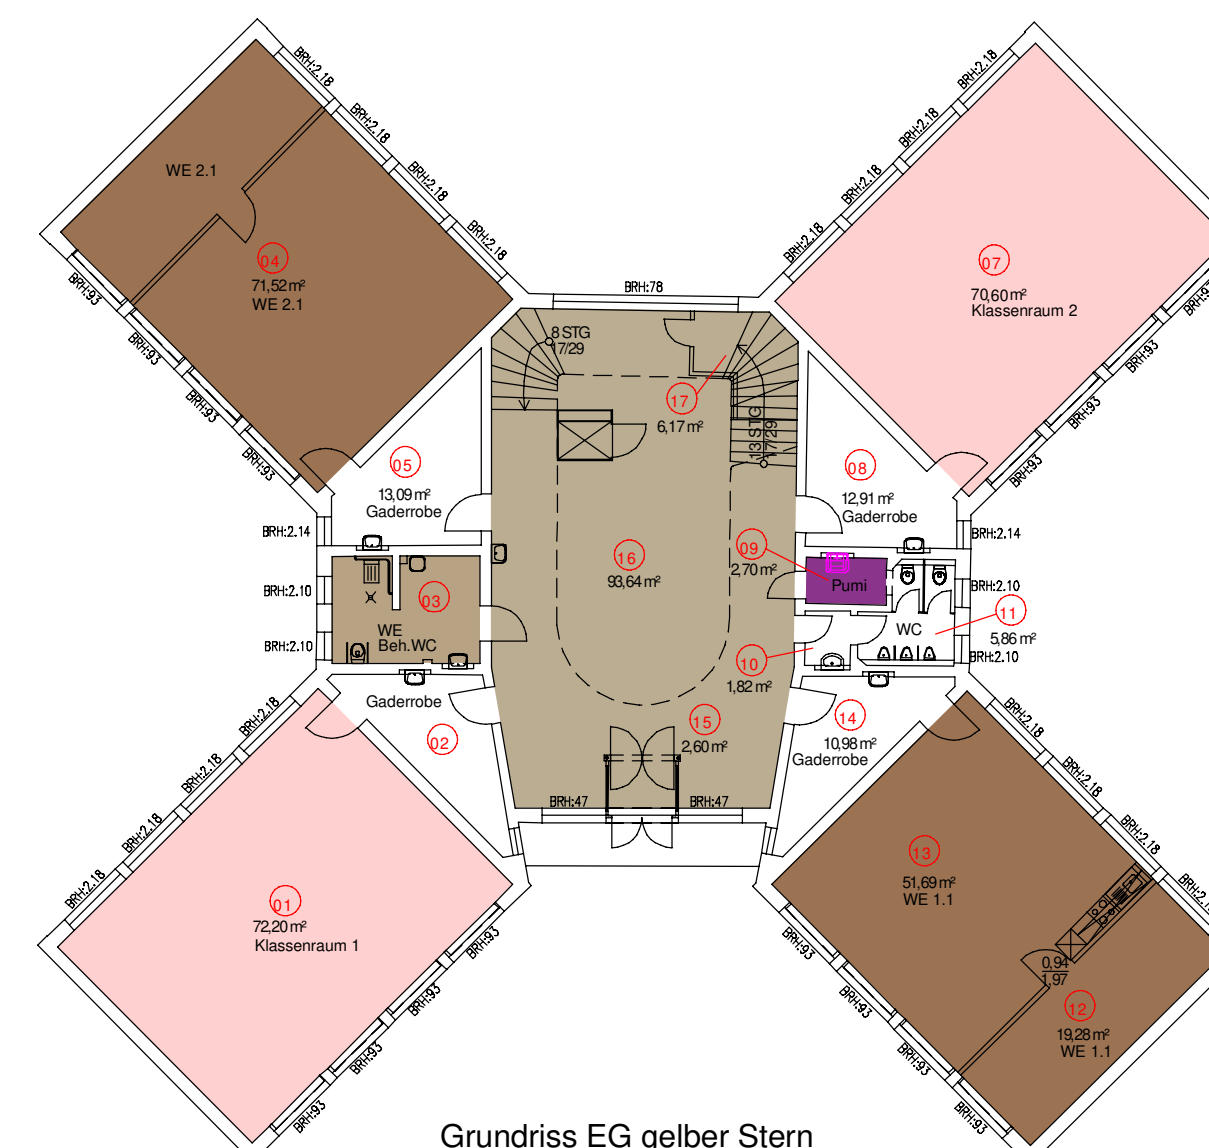 BRH:2.18
BRH:2.18
BRH:2.18
BRH:2.18
WE 2.1
04
71,52 m²
WE 2.1
BRH:93
BRH:93
BRH:93
BRH:93
BRH:2.18
BRH:2.18
BRH:2.18
BRH:2.18
07
70,60 m²
Klassenraum 2
BRH:93
BRH:93
BRH:93
BRH:78
8 STG
17/29
17
6,17 m²
13 STG
17/29
05
13,09 m²
Gaderrobe
08
12,91 m²
Gaderrobe
BRH:2.14
BRH:2.14
16
93,64 m²
09
2,70 m²
Pumi
BRH:2.10
BRH:2.10
03
WE
Beh.WC
BRH:2.10
BRH:2.10
11
5,86 m²
WC
10
1,82 m²
Gaderrobe
02
15
2,60 m²
14
10,98 m²
Gaderrobe
BRH:47
BRH:47
BRH:2.18
BRH:2.18
BRH:2.18
BRH:2.18
01
72,20 m²
Klassenraum 1
BRH:93
BRH:93
BRH:93
BRH:93
BRH:2.18
BRH:2.18
BRH:2.18
13
51,69 m²
WE 1.1
0,94
1,97
12
19,28 m²
WE 1.1
BRH:93
BRH:93
BRH:93
BRH:93
Grundriss EG gelber Stern